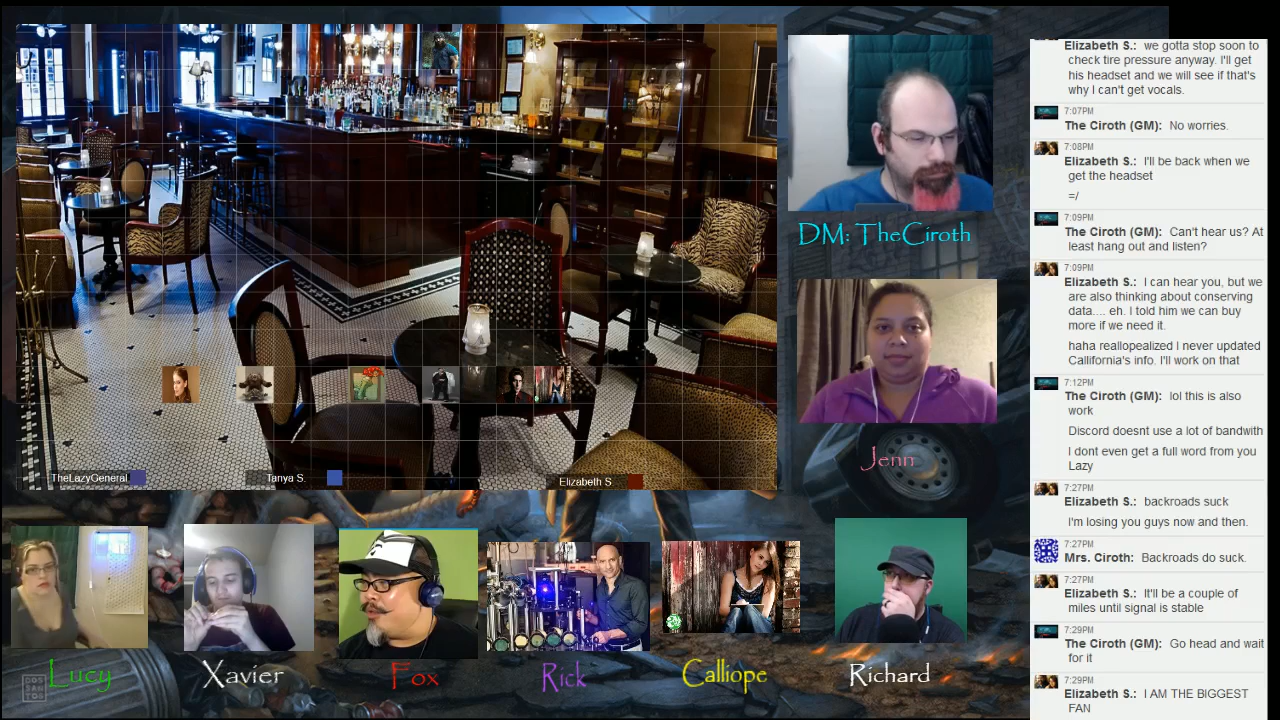 TheLazyGeneral
Tanya S.
Elizabeth S
DM: TheCiroth
Jenn
Lucy
Xavier
Fox
Rick
Calliope
Richard
DOS
SAN
TOS
Elizabeth S.: we gotta stop soon to
check tire pressure anyway. I'll get
his headset and we will see if that's
why I can't get vocals.
7:07PM
The Ciroth (GM): No worries.
7:08PM
Elizabeth S.: I'll be back when we
get the headset
=/
7:09PM
The Ciroth (GM): Can't hear us? At
least hang out and listen?
7:09PM
Elizabeth S.: I can hear you, but we
are also thinking about conserving
data.... eh. I told him we can buy
more if we need it.
haha reallopealized I never updated
Callifornia's info. I'll work on that
7:12PM
The Ciroth (GM): lol this is also
work
Discord doesnt use a lot of bandwith
I dont even get a full word from you
Lazy
7:27PM
Elizabeth S.: backroads suck
I'm losing you guys now and then.
7:27PM
Mrs. Ciroth: Backroads do suck.
7:27PM
Elizabeth S.: It'll be a couple of
miles until signal is stable
7:29PM
The Ciroth (GM): Go head and wait
for it
7:29PM
Elizabeth S.: I AM THE BIGGEST
FAN